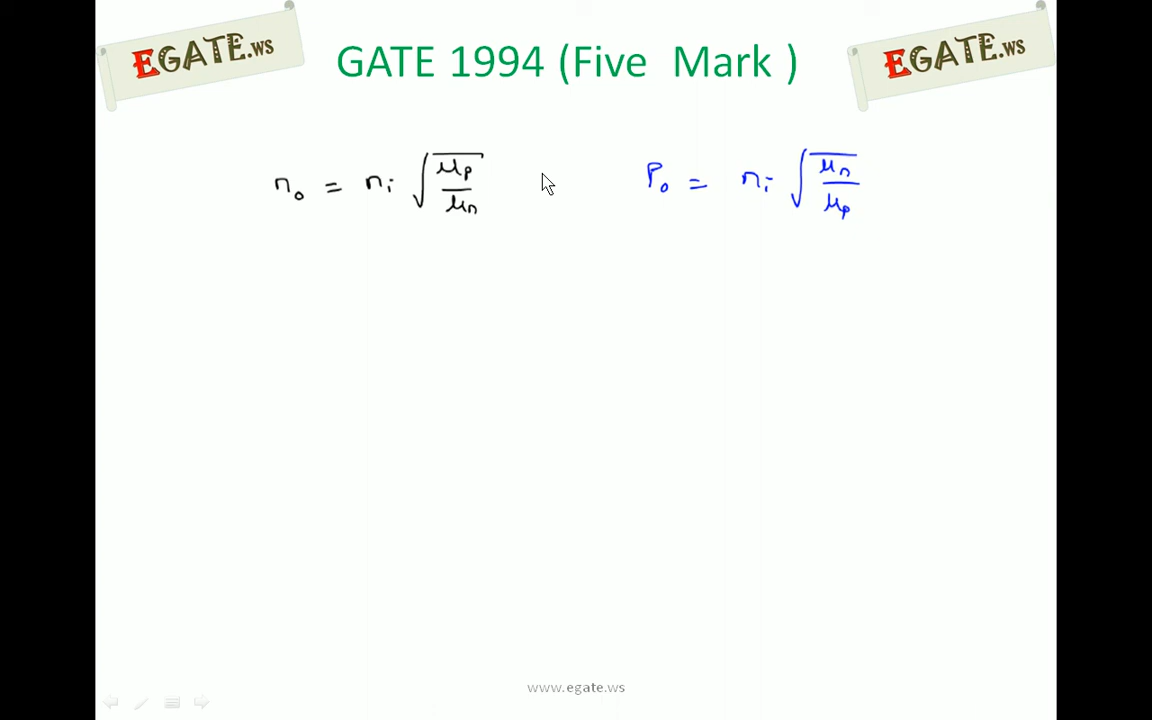 EGATE.ws GATE 1994 (Five Mark ) EGATE.ws
n₀ = nᵢ √(μₚ/μₙ) P₀ = nᵢ √(μₙ/μₚ)
www.egate.ws